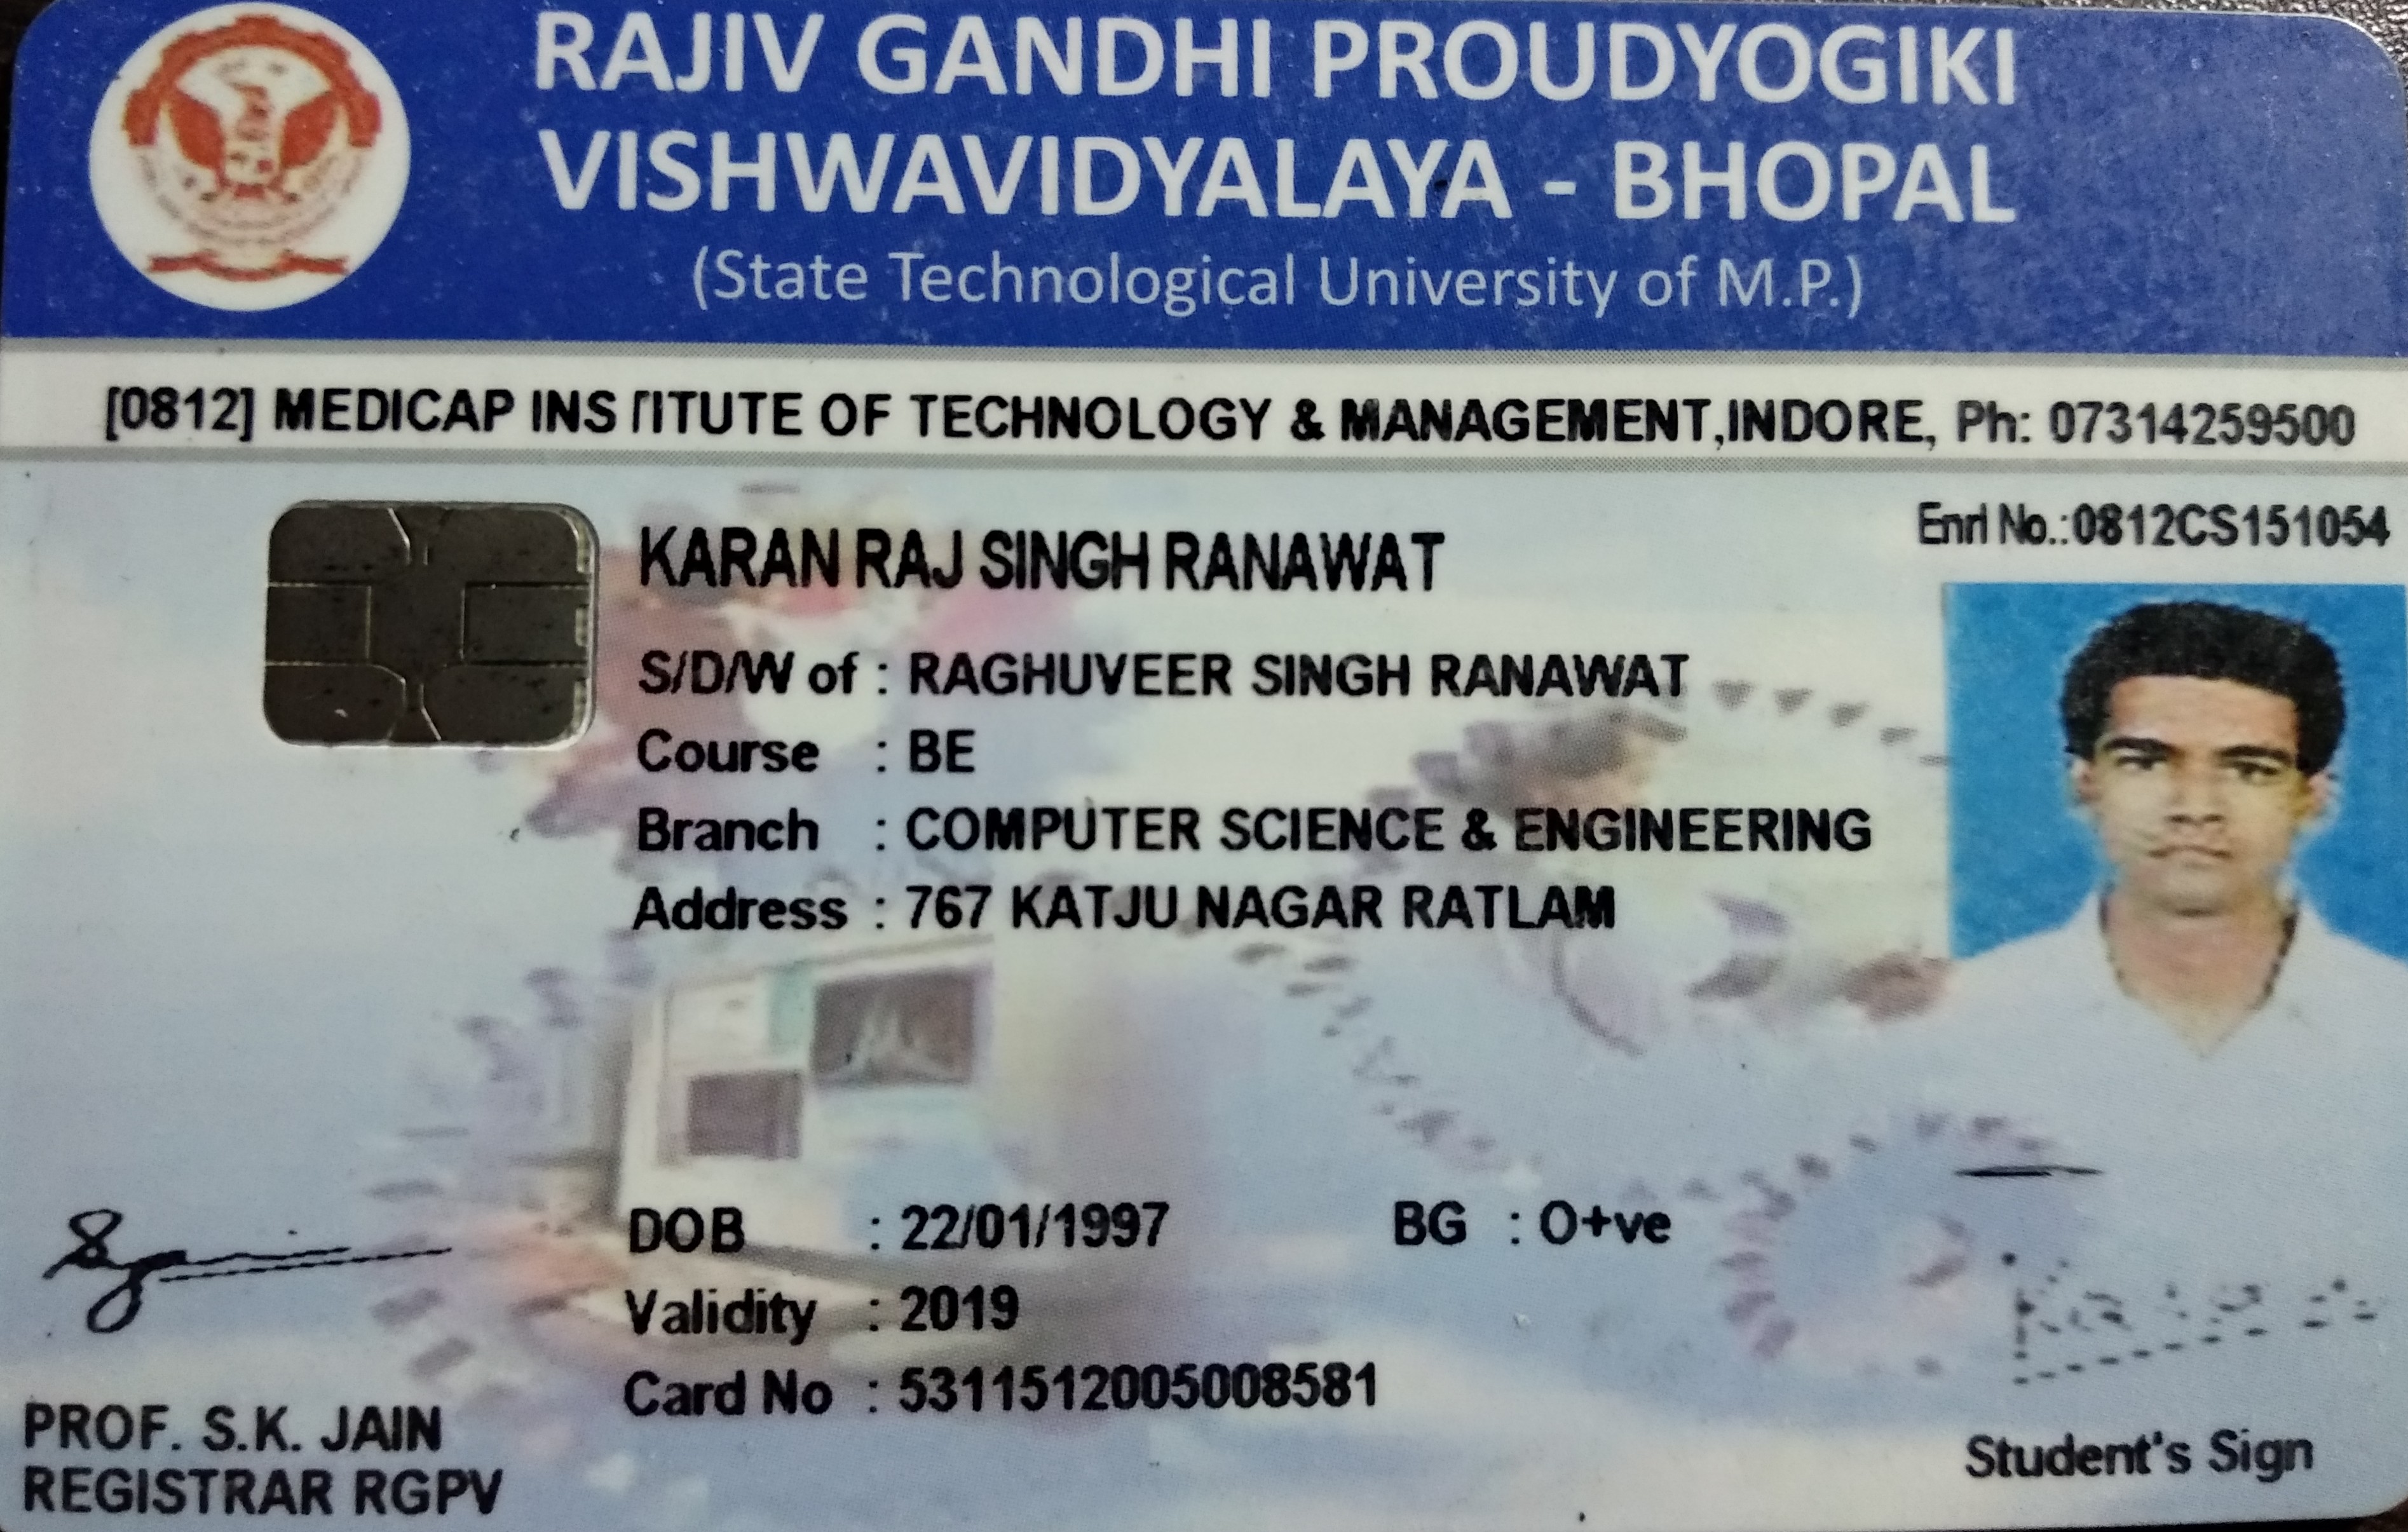 RAJIV GANDHI PROUDYOGIKI
VISHWAVIDYALAYA - BHOPAL
(State Technological University of M.P.)
[0812] MEDICAP INSTITUTE OF TECHNOLOGY & MANAGEMENT,INDORE, Ph: 07314259500
Enrl No.:0812CS151054
KARAN RAJ SINGH RANAWAT
S/D/W of : RAGHUVEER SINGH RANAWAT
Course : BE
Branch : COMPUTER SCIENCE & ENGINEERING
Address : 767 KATJU NAGAR RATLAM
DOB : 22/01/1997 BG : O+ve
Validity : 2019
Card No : 5311512005008581
PROF. S.K. JAIN
REGISTRAR RGPV
Student's Sign